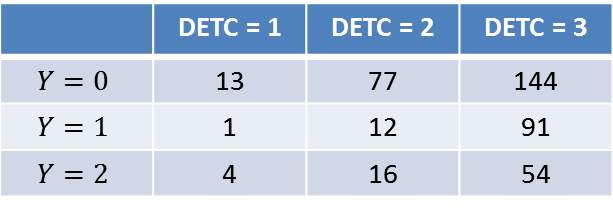 DETC = 1 DETC = 2 DETC = 3
Y = 0 13 77 144
Y = 1 1 12 91
Y = 2 4 16 54